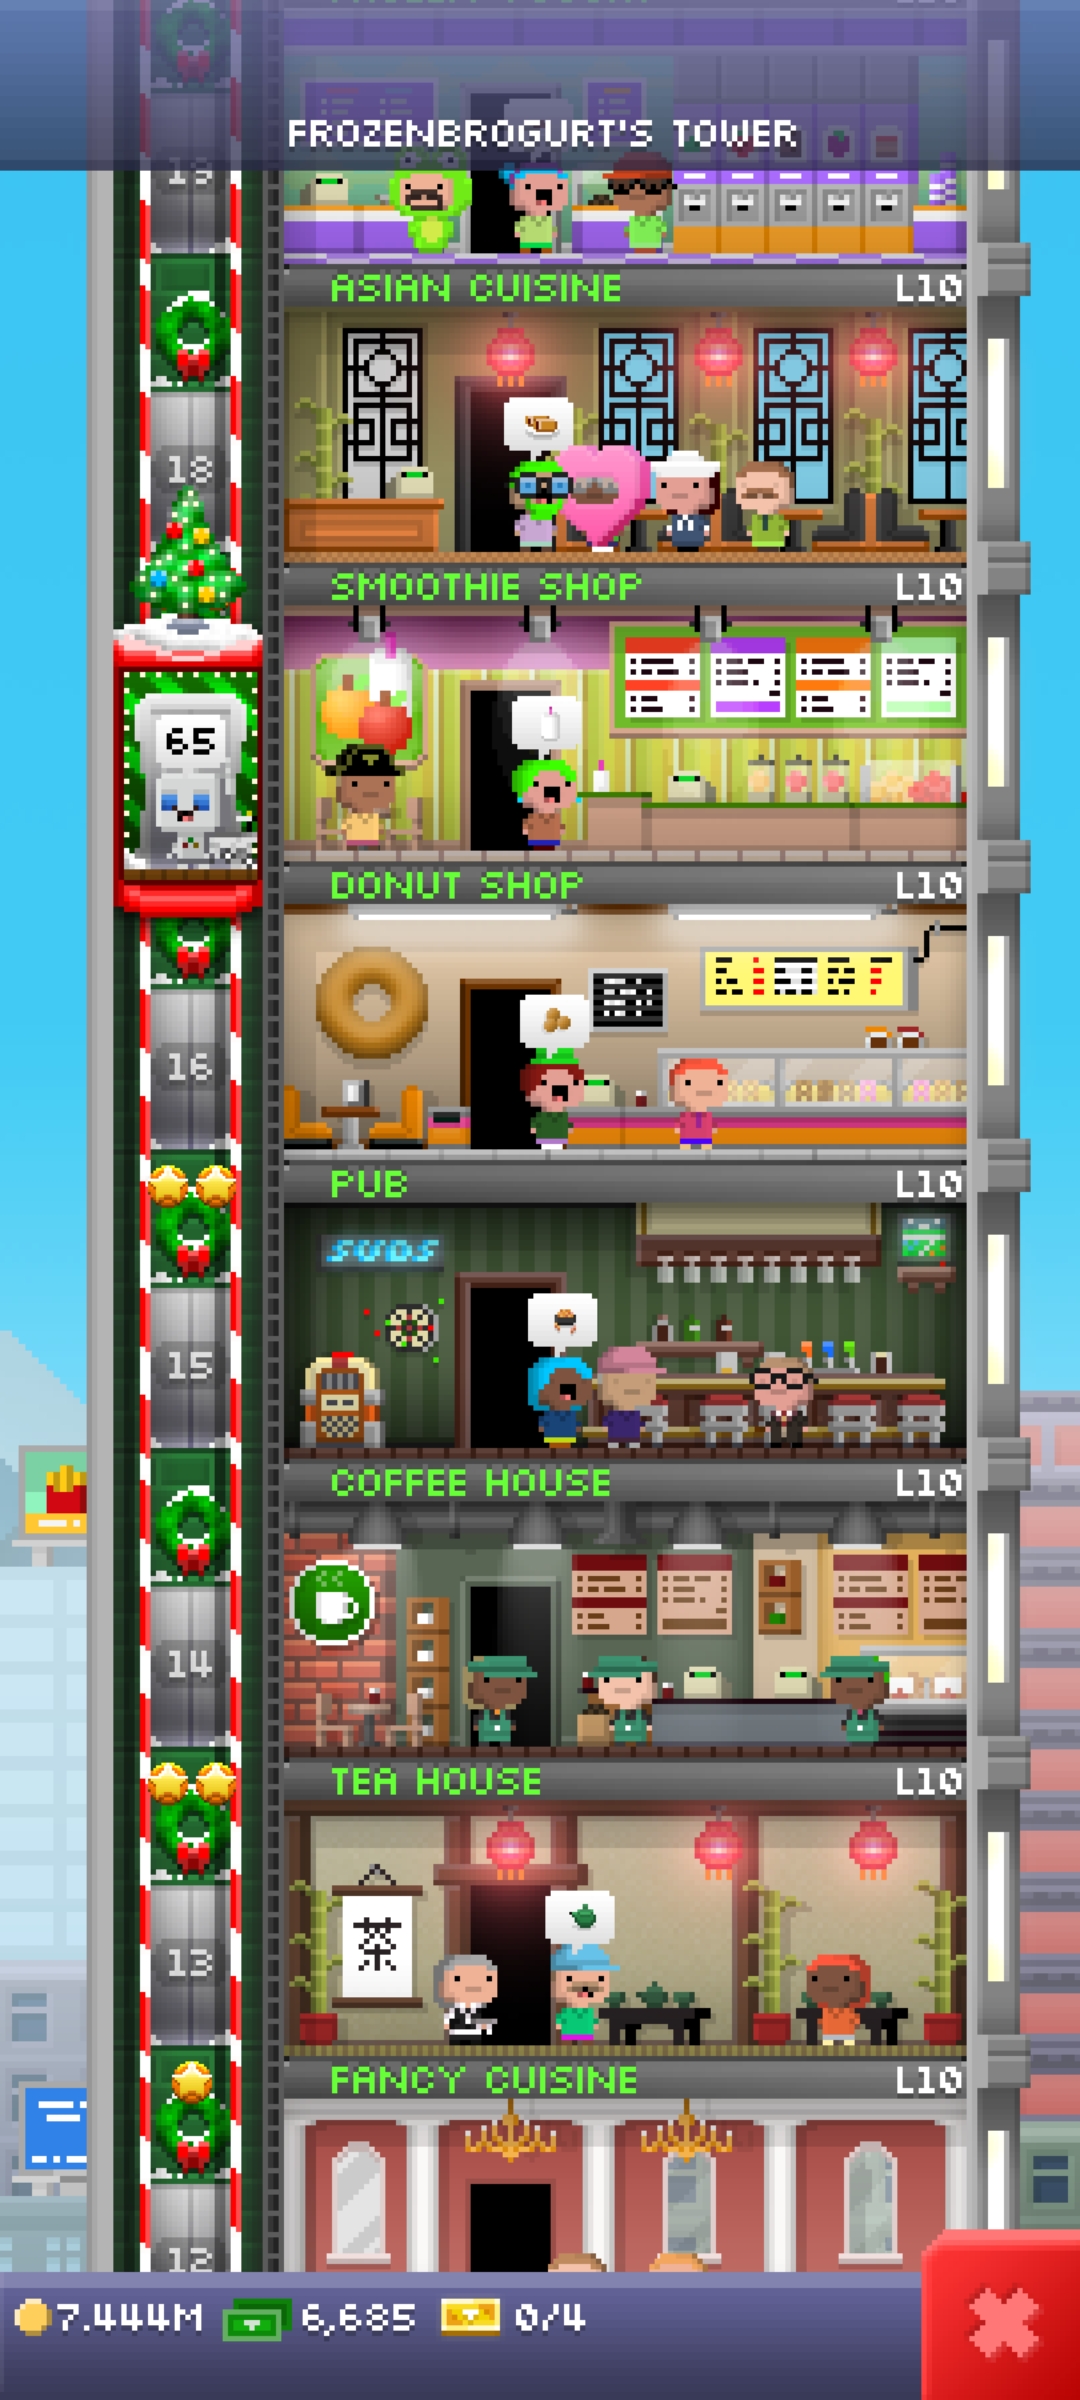 FROZENBROGURT'S TOWER
19
ASIAN CUISINE L10
18
SMOOTHIE SHOP L10
65
DONUT SHOP L10
16
PUB L10
SUDS
15
COFFEE HOUSE L10
14
TEA HOUSE L10
茶
13
FANCY CUISINE L10
12
7.444M 6,685 0/4